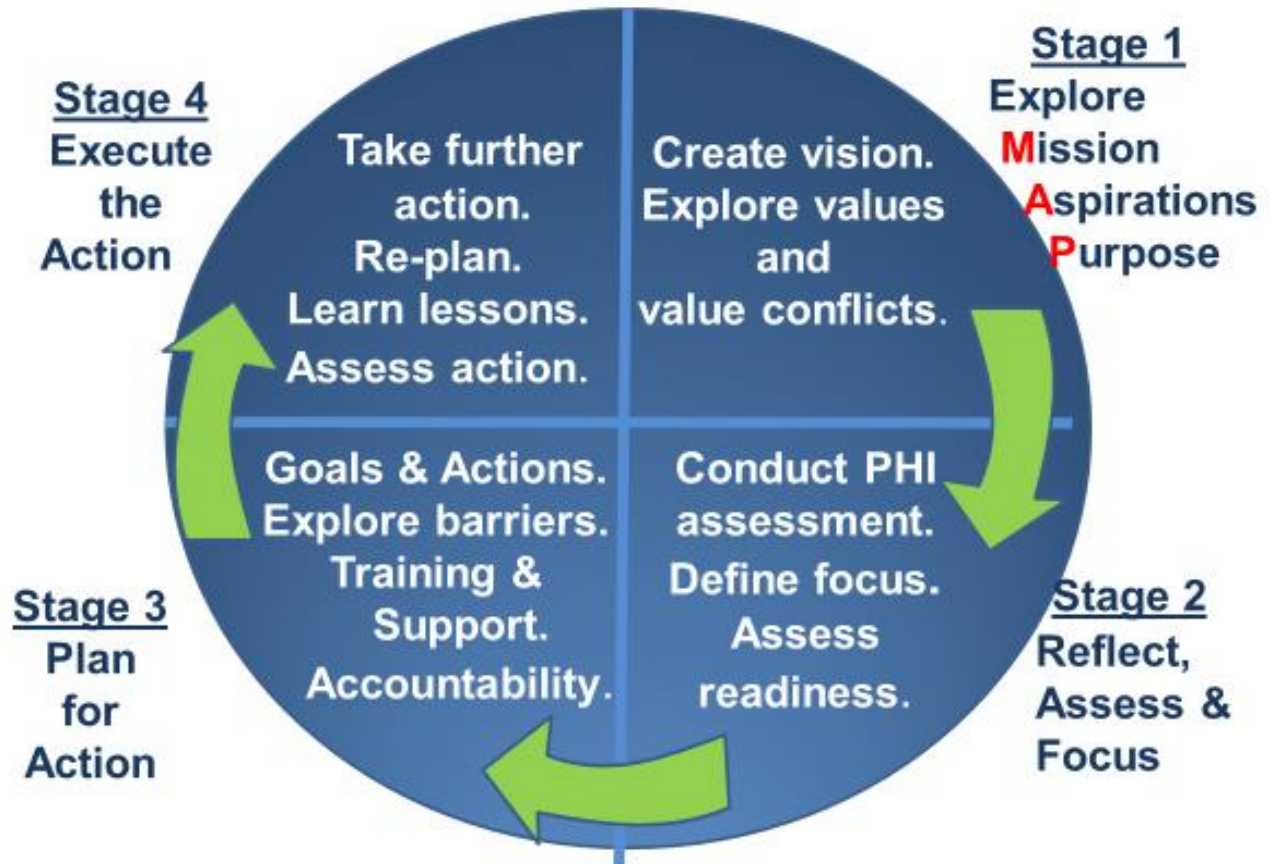 Stage 1
Explore
Mission
Aspirations
Purpose
Create vision.
Explore values
and
value conflicts.
Stage 2
Reflect,
Assess &
Focus
Conduct PHI
assessment.
Define focus.
Assess
readiness.
Stage 3
Plan
for
Action
Goals & Actions.
Explore barriers.
Training &
Support.
Accountability.
Stage 4
Execute
the
Action
Take further
action.
Re-plan.
Learn lessons.
Assess action.